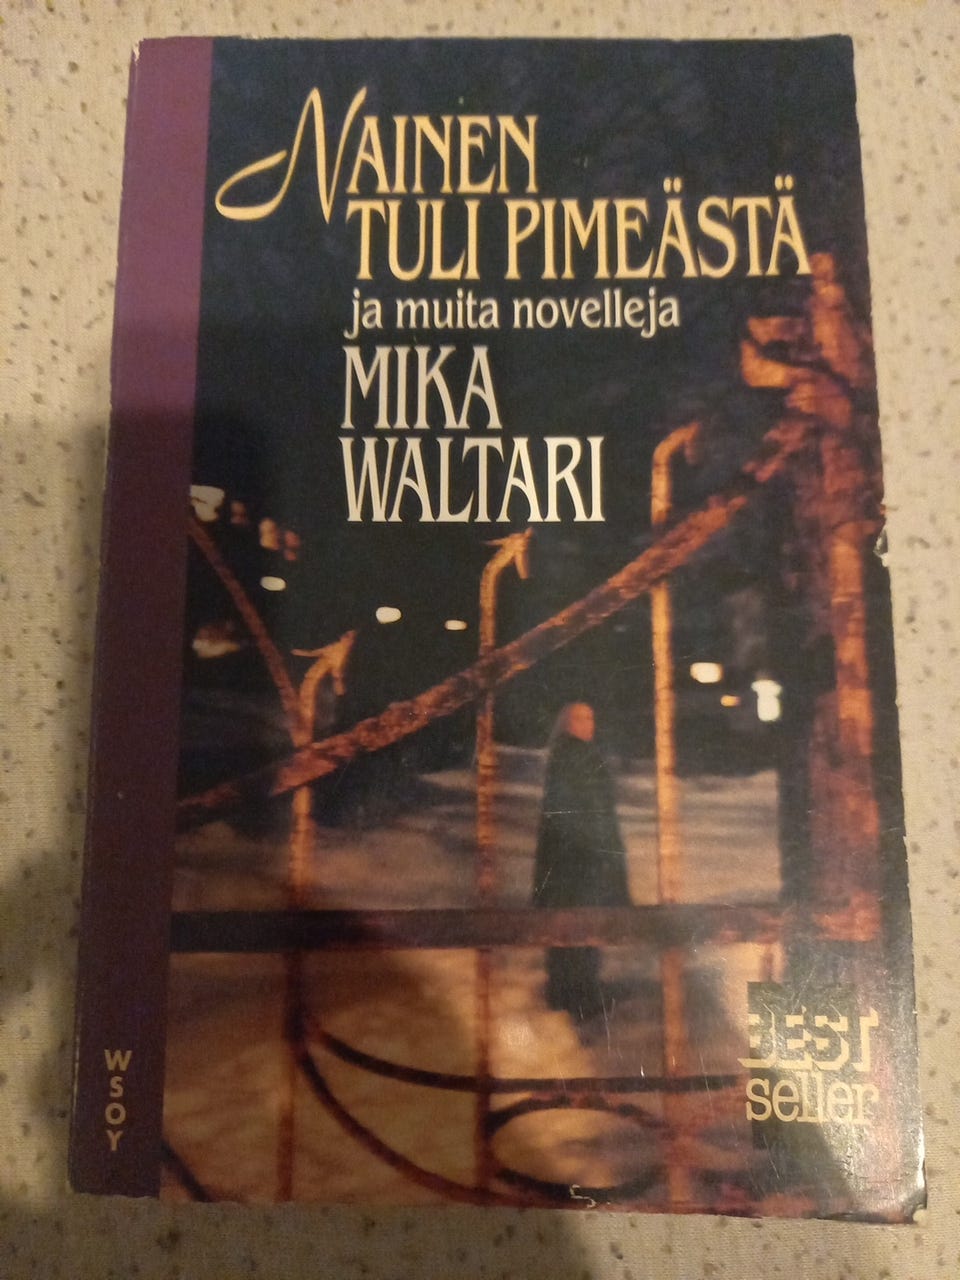 NAINEN
TULI PIMEÄSTÄ
ja muita novelleja
MIKA
WALTARI
BEST
seller
WSOY